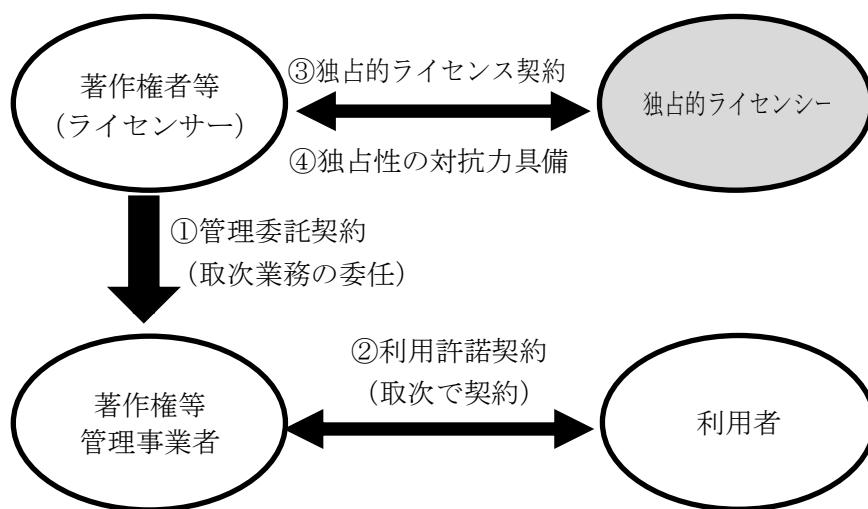 著作権者等
（ライセンサー）
③独占的ライセンス契約
④独占性の対抗力具備
独占的ライセンシー
①管理委託契約
（取次業務の委任）
著作権等
管理事業者
②利用許諾契約
（取次で契約）
利用者